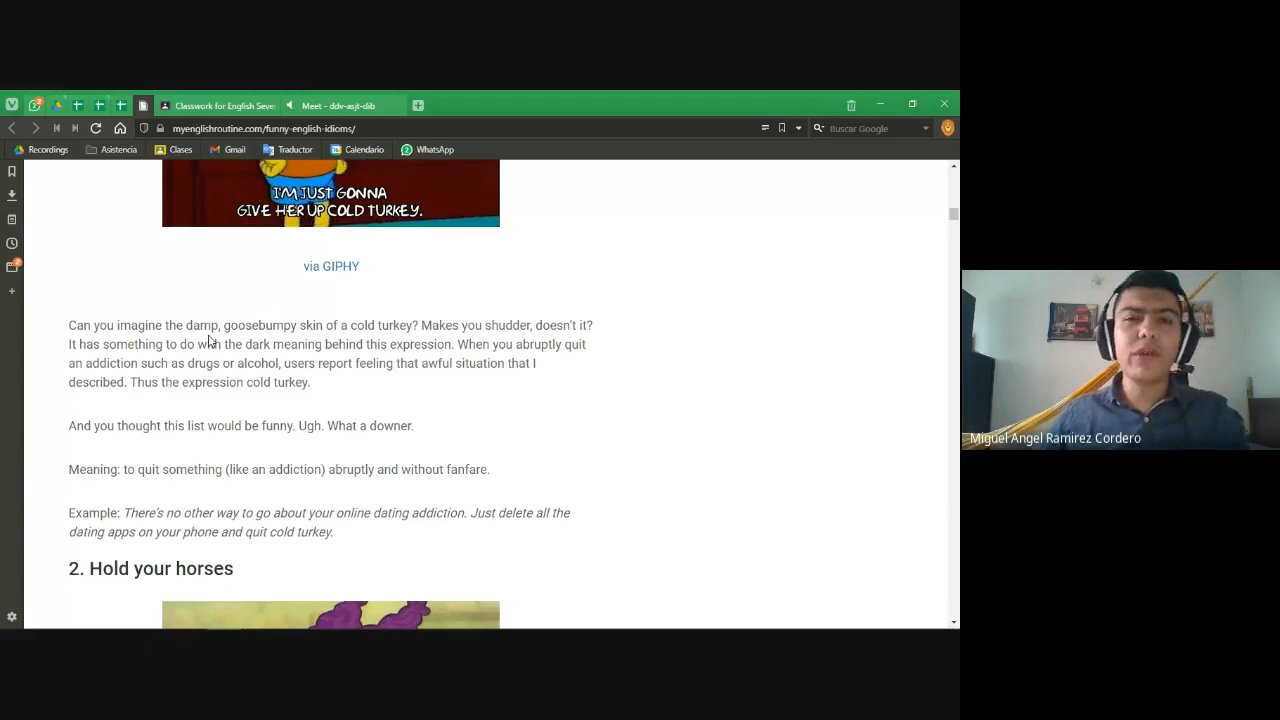 Classwork for English Seve
Meet - ddv-asjt-dib
myenglishroutine.com/funny-english-idioms/
Buscar Google
Recordings
Asistencia
Clases
Gmail
Traductor
Calendario
WhatsApp
I'M JUST GONNA
GIVE HER UP COLD TURKEY.
via GIPHY
Can you imagine the damp, goosebumpy skin of a cold turkey? Makes you shudder, doesn't it?
It has something to do with the dark meaning behind this expression. When you abruptly quit
an addiction such as drugs or alcohol, users report feeling that awful situation that I
described. Thus the expression cold turkey.
And you thought this list would be funny. Ugh. What a downer.
Meaning: to quit something (like an addiction) abruptly and without fanfare.
Example: There's no other way to go about your online dating addiction. Just delete all the
dating apps on your phone and quit cold turkey.
2. Hold your horses
Miguel Angel Ramirez Cordero